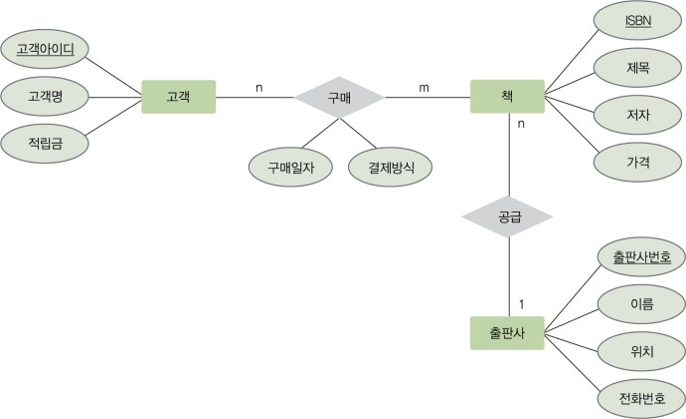 고객아이디
고객명
적립금
고객
n
구매
m
책
구매일자
결제방식
ISBN
제목
저자
가격
n
공급
1
출판사
출판사번호
이름
위치
전화번호